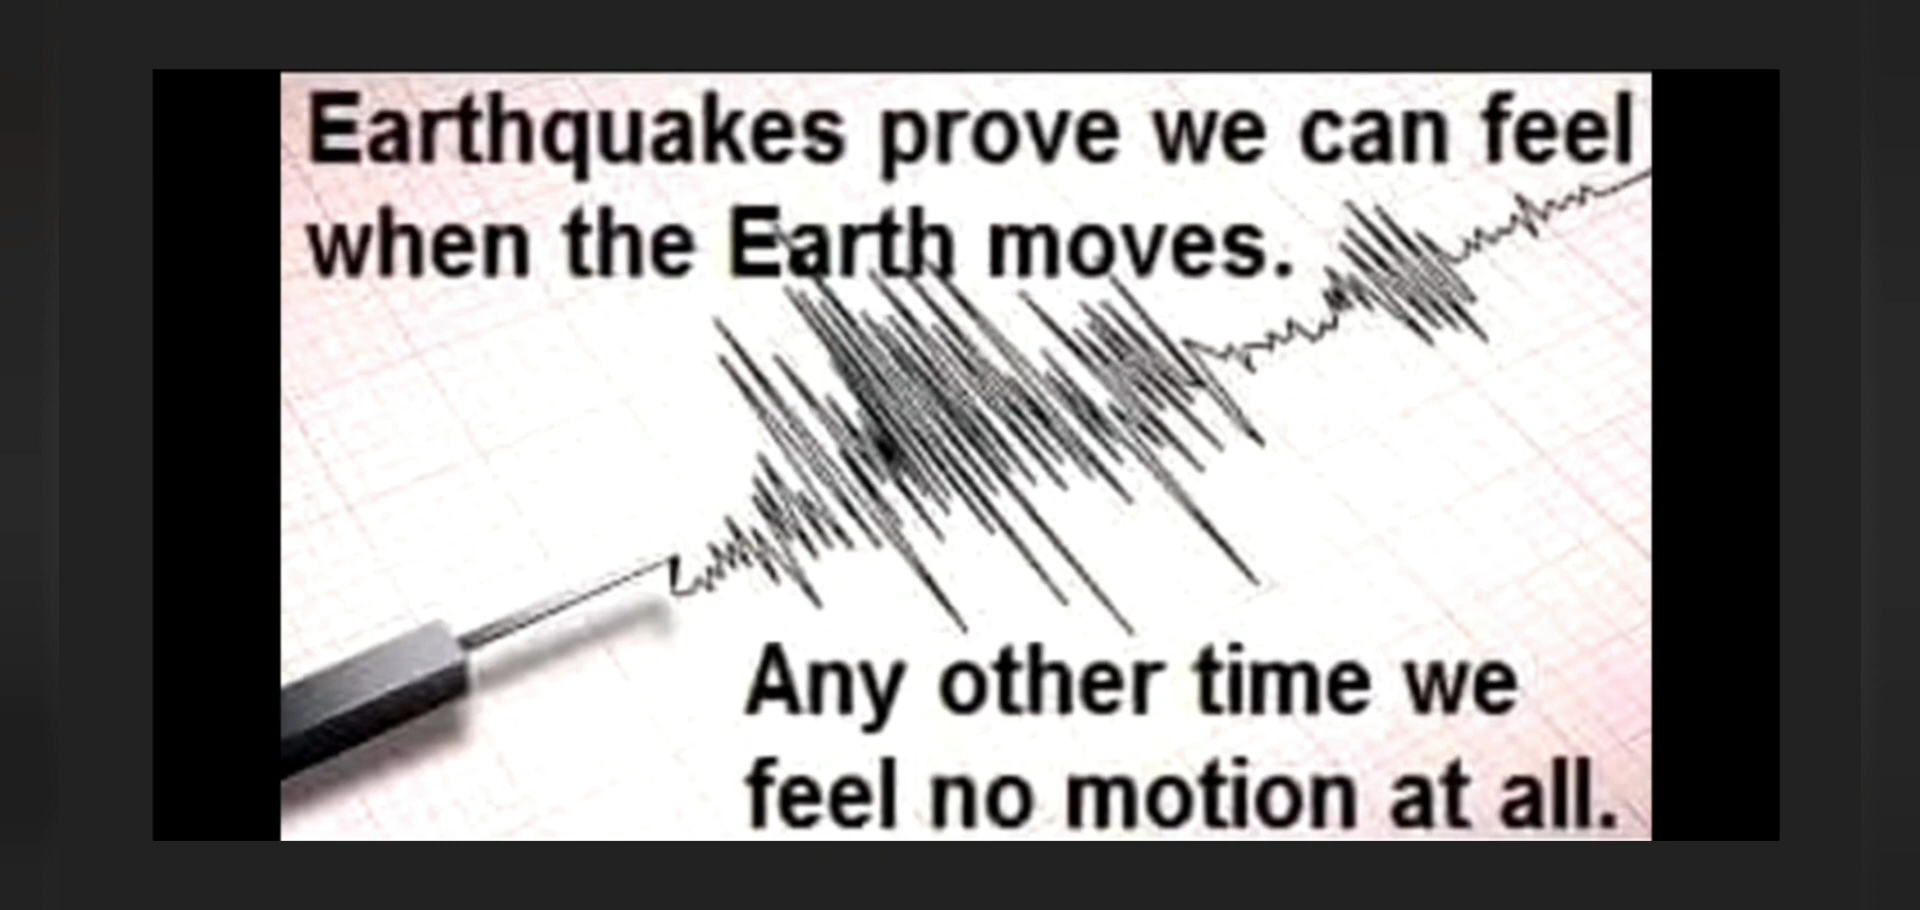 Earthquakes prove we can feel
when the Earth moves.
Any other time we
feel no motion at all.